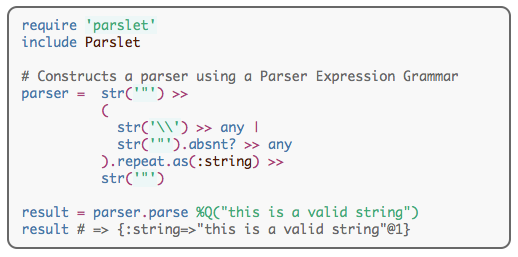 require 'parslet'
include Parslet
# Constructs a parser using a Parser Expression Grammar
parser =  str('"') >>
(
str('\\') >> any |
str('"').absnt? >> any
).repeat.as(:string) >>
str('"')
result = parser.parse %Q("this is a valid string")
result # => {:string=>"this is a valid string"@1}